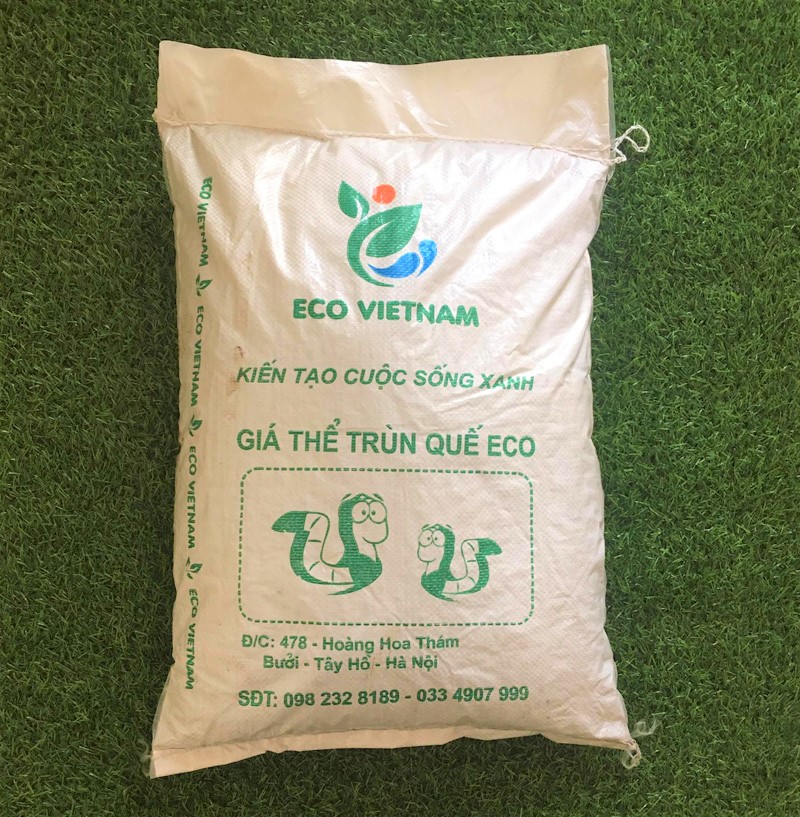 ECO VIETNAM
KIẾN TẠO CUỘC SỐNG XANH
GIÁ THỂ TRÙN QUẾ ECO
Đ/C: 478 - Hoàng Hoa Thám
Bưởi - Tây Hồ - Hà Nội
SĐT: 098 232 8189 - 033 4907 999
ECO VIETNAM
ECO VIETNAM
ECO VIETNAM
ECO VIETNAM